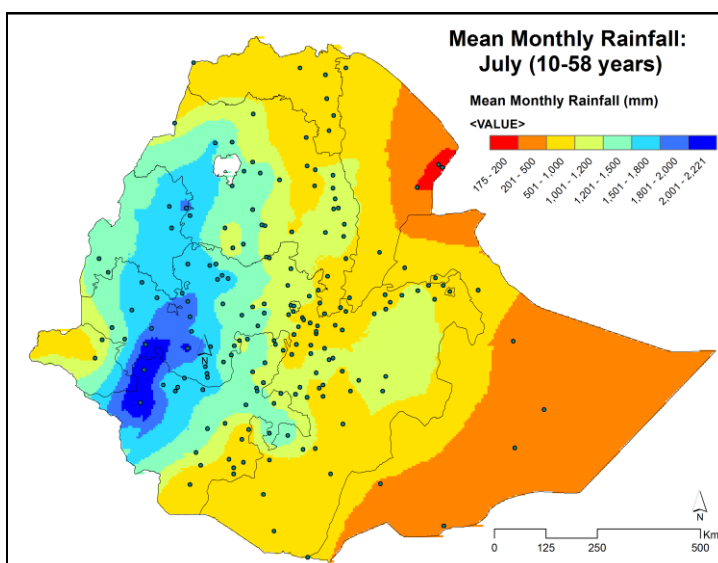 Mean Monthly Rainfall:
July (10-58 years)
Mean Monthly Rainfall (mm)
<VALUE>
175 - 200
201 - 500
501 - 1,000
1,001 - 1,200
1,201 - 1,500
1,501 - 1,800
1,801 - 2,000
2,001 - 2,221
N
N
Km
0 125 250 500